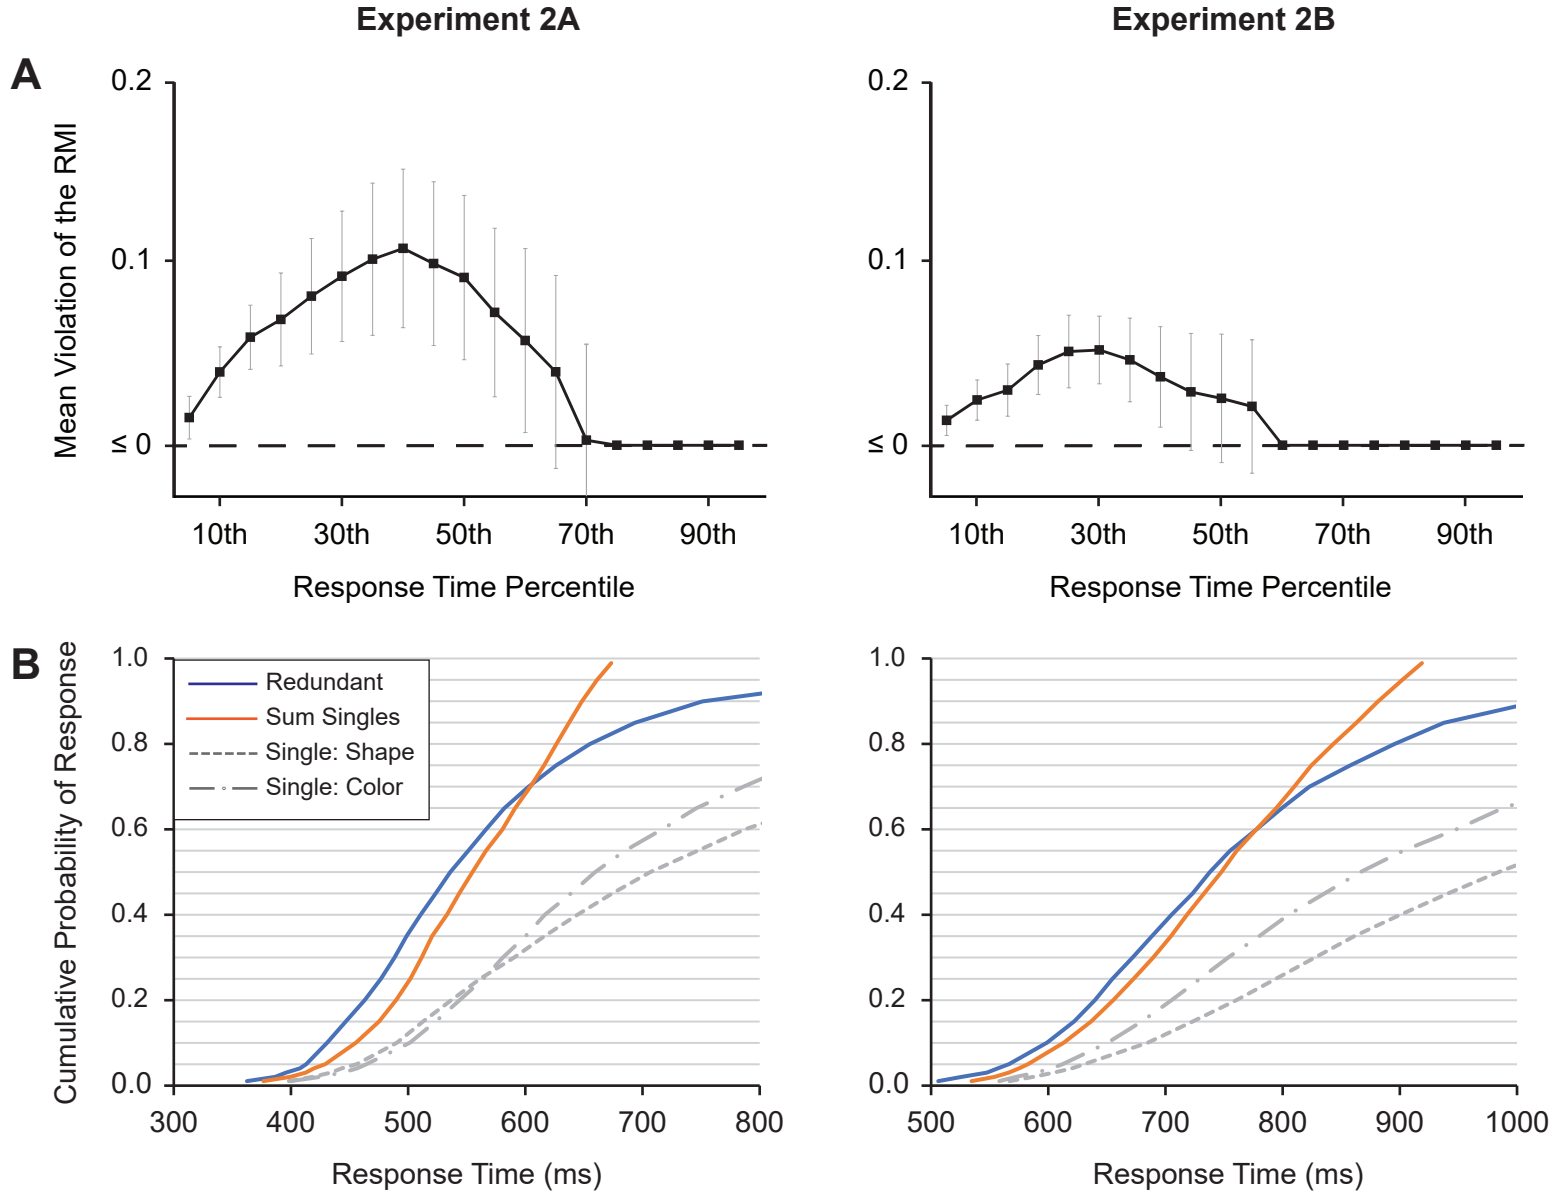 Experiment 2A
Experiment 2B
A
Mean Violation of the RMI
0.2
0.1
≤ 0
10th 30th 50th 70th 90th
Response Time Percentile
0.2
0.1
≤ 0
10th 30th 50th 70th 90th
Response Time Percentile
B
Cumulative Probability of Response
1.0
0.8
0.6
0.4
0.2
0.0
Redundant
Sum Singles
Single: Shape
Single: Color
300 400 500 600 700 800
Response Time (ms)
1.0
0.8
0.6
0.4
0.2
0.0
500 600 700 800 900 1000
Response Time (ms)